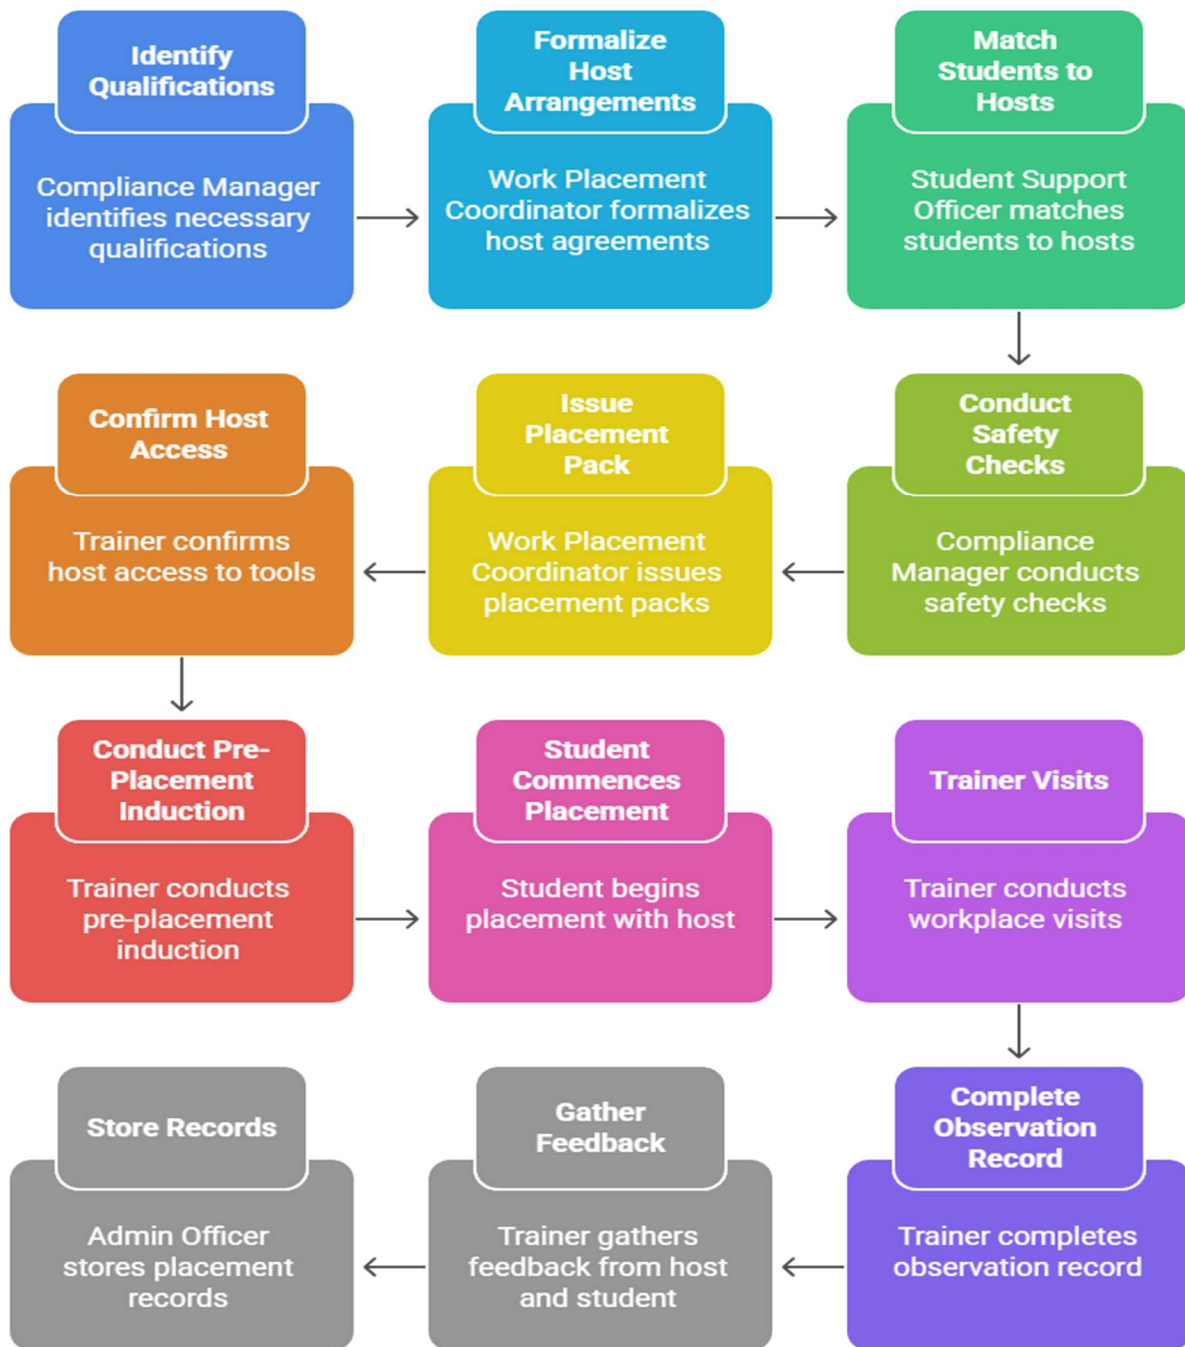 Identify
Qualifications
Compliance Manager
identifies necessary
qualifications
Formalize
Host
Arrangements
Work Placement
Coordinator formalizes
host agreements
Match
Students to
Hosts
Student Support
Officer matches
students to hosts
Conduct
Safety
Checks
Compliance
Manager conducts
safety checks
Issue
Placement
Pack
Work Placement
Coordinator issues
placement packs
Confirm Host
Access
Trainer confirms
host access to tools
Conduct Pre-
Placement
Induction
Trainer conducts
pre-placement
induction
Student
Commences
Placement
Student begins
placement with host
Trainer Visits
Trainer conducts
workplace visits
Complete
Observation
Record
Trainer completes
observation record
Gather
Feedback
Trainer gathers
feedback from host
and student
Store Records
Admin Officer
stores placement
records